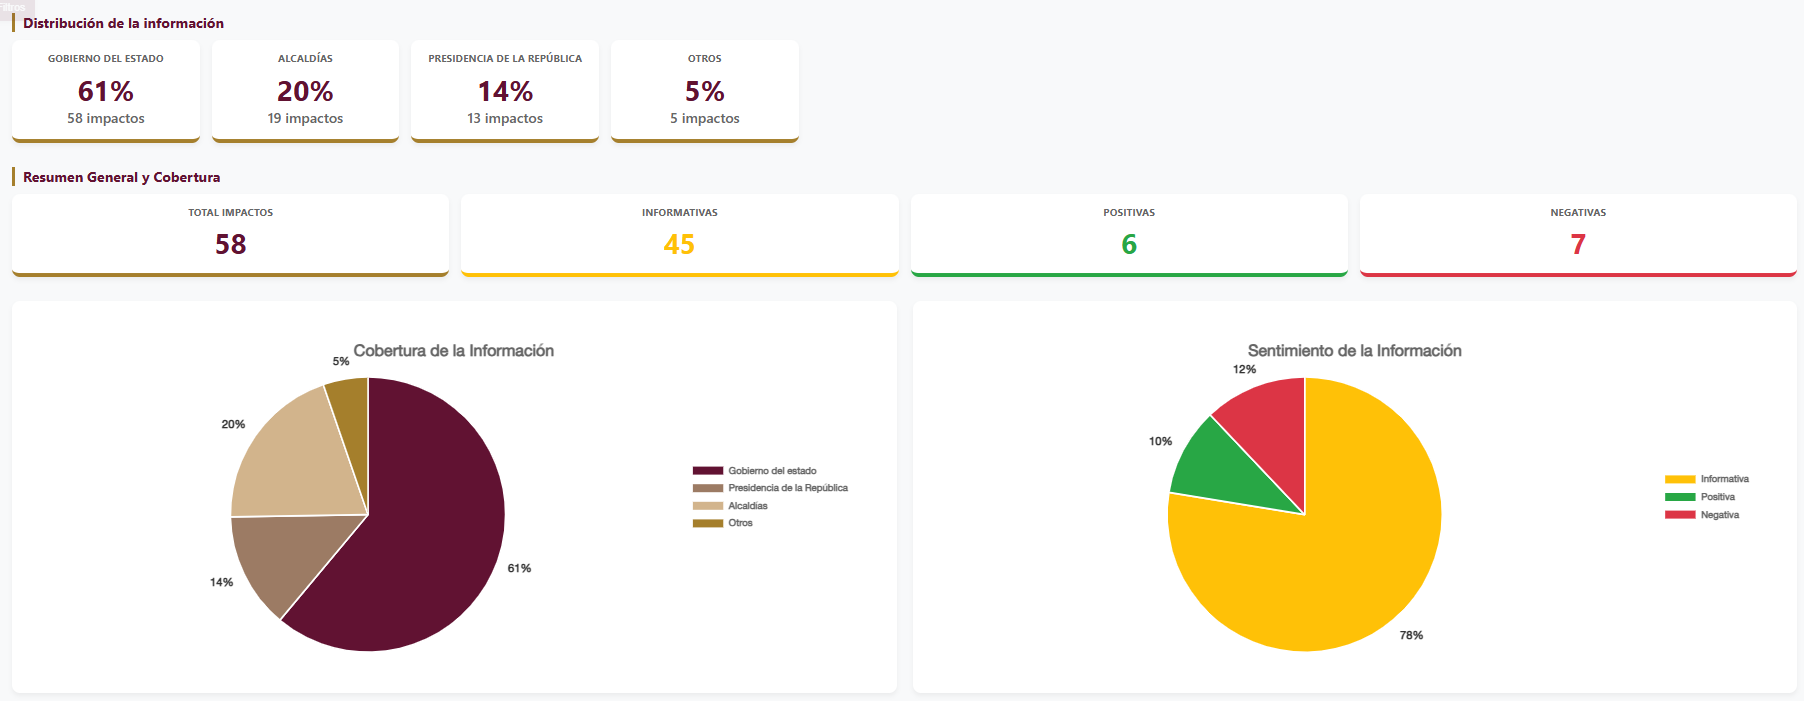 Filtros
Distribución de la información
GOBIERNO DEL ESTADO
61%
58 impactos
ALCALDÍAS
20%
19 impactos
PRESIDENCIA DE LA REPÚBLICA
14%
13 impactos
OTROS
5%
5 impactos
Resumen General y Cobertura
TOTAL IMPACTOS
58
INFORMATIVAS
45
POSITIVAS
6
NEGATIVAS
7
Cobertura de la Información
5%
20%
14%
61%
Gobierno del estado
Presidencia de la República
Alcaldías
Otros
Sentimiento de la Información
12%
10%
78%
Informativa
Positiva
Negativa